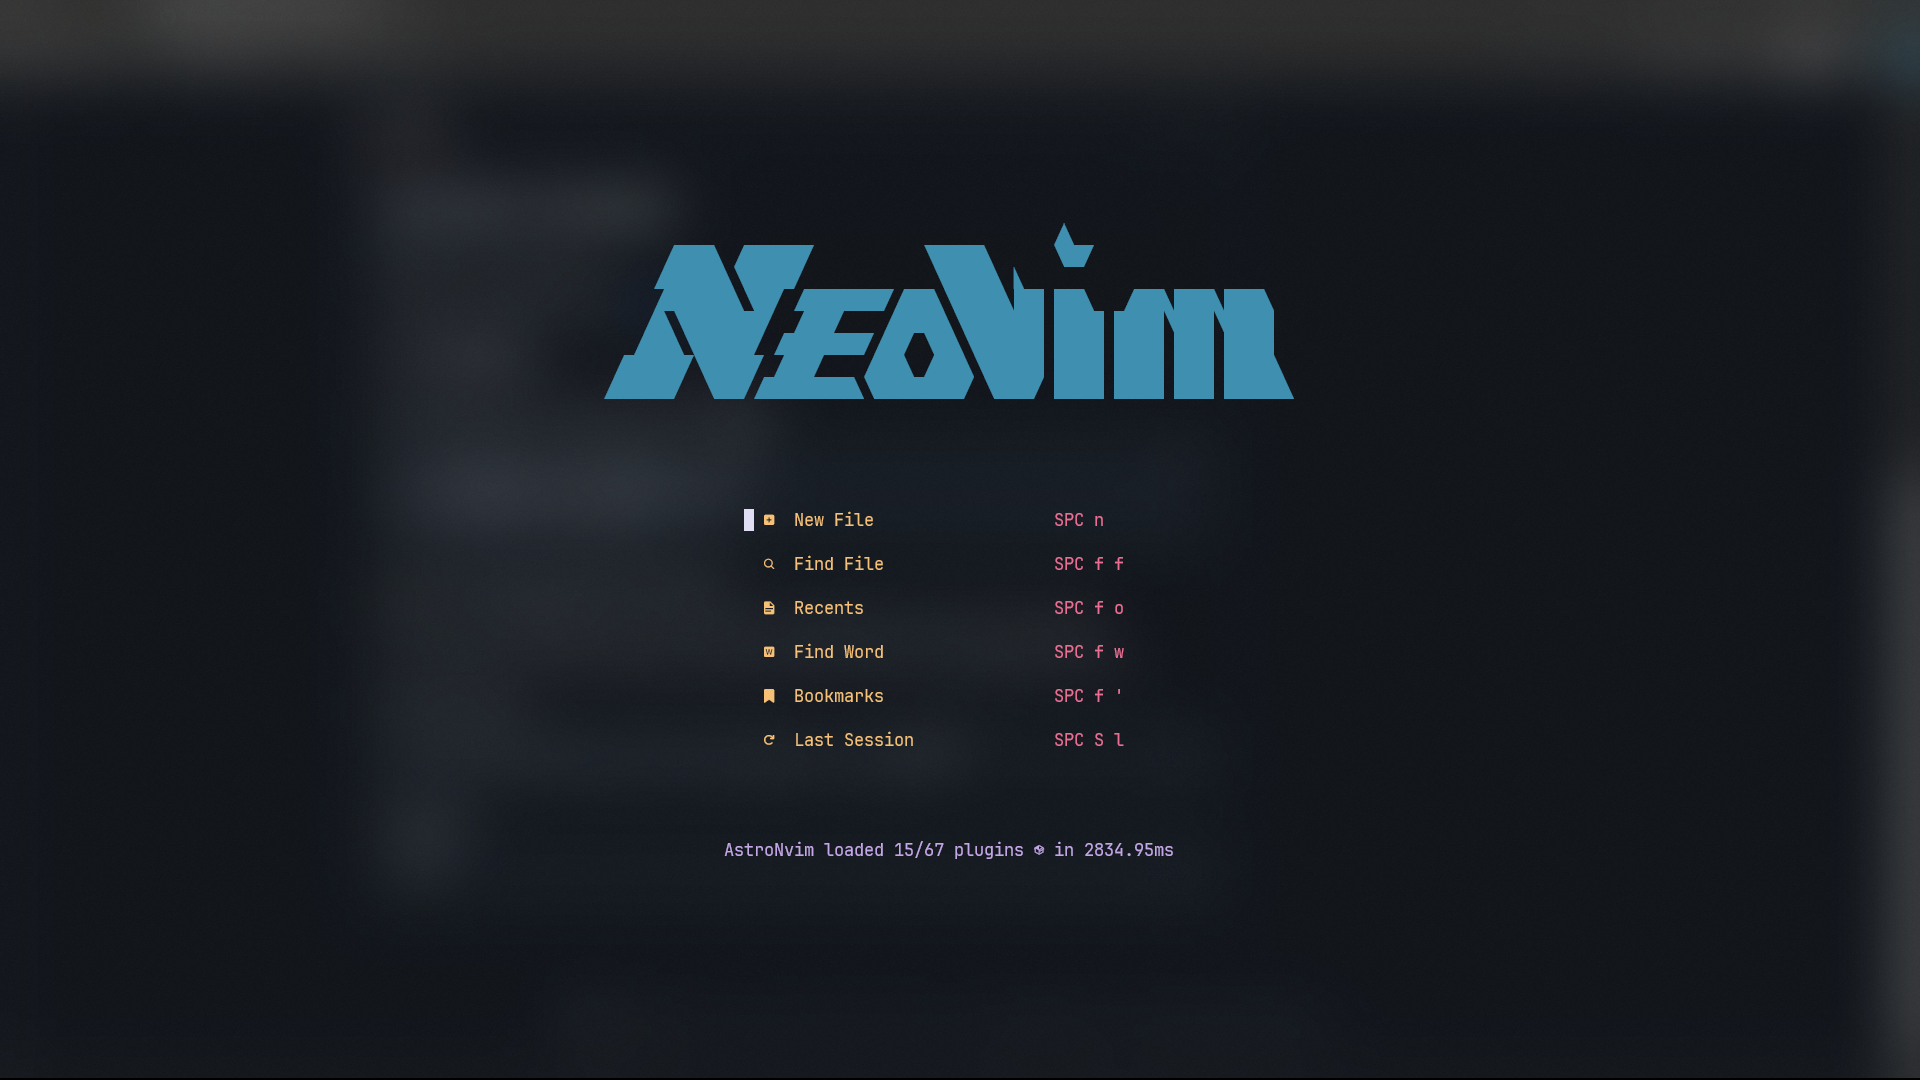 NEOVim
New File SPC n
Find File SPC f f
Recents SPC f o
Find Word SPC f w
Bookmarks SPC f '
Last Session SPC S l
AstroNvim loaded 15/67 plugins in 2834.95ms